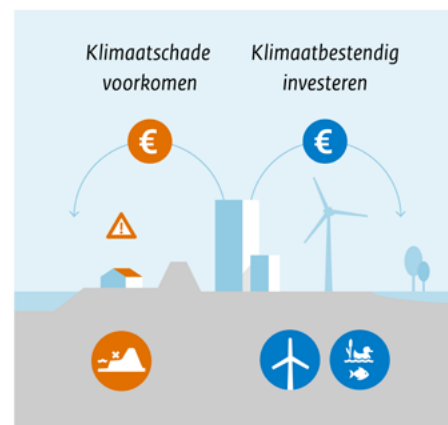 Klimaatschade
voorkomen
Klimaatbestendig
investeren
€
€